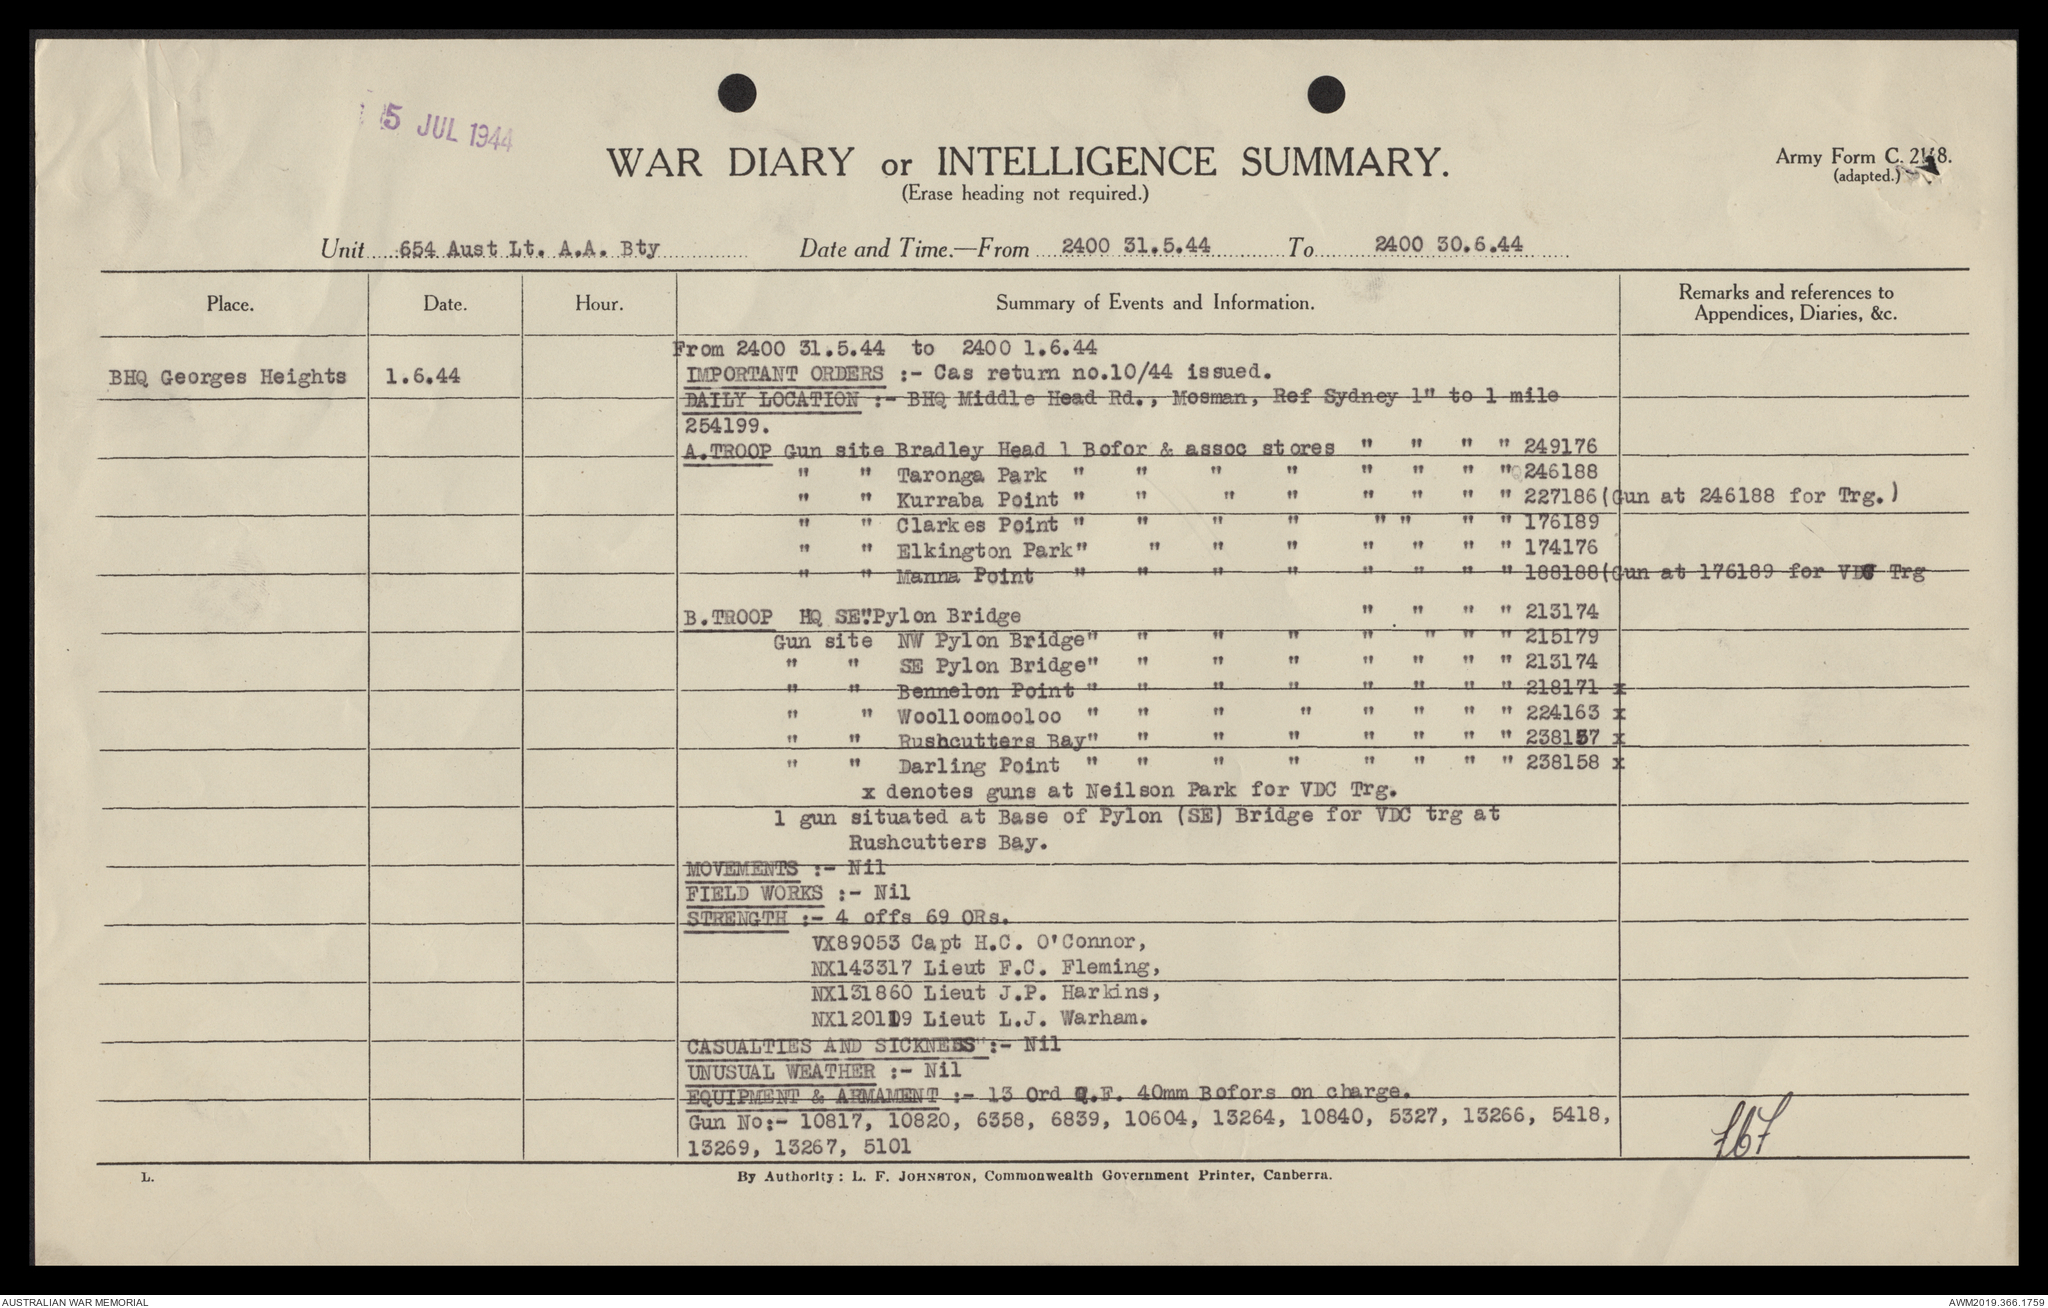 5 JUL 1944
WAR DIARY or INTELLIGENCE SUMMARY.
(Erase heading not required.)
Army Form C. 2118.
(adapted.)
Unit 654 Aust Lt. A.A. Bty Date and Time.—From 2400 31.5.44 To 2400 30.6.44
Place. Date. Hour. Summary of Events and Information. Remarks and references to Appendices, Diaries, &c.
From 2400 31.5.44 to 2400 1.6.44
BHQ Georges Heights 1.6.44 IMPORTANT ORDERS :- Cas return no.10/44 issued.
DAILY LOCATION :- BHQ Middle Head Rd., Mosman, Ref Sydney 1" to 1 mile
254199.
A.TROOP Gun site Bradley Head 1 Bofor & assoc stores " " " " 249176
" " Taronga Park " " " " " " " " 246188
" " Kurraba Point " " " " " " " " 227186 (Gun at 246188 for Trg.)
" " Clarkes Point " " " " " " " " 176189
" " Elkington Park " " " " " " " " 174176
" " Manna Point " " " " " " " " 188188 (Gun at 176189 for VDC Trg
B.TROOP HQ SE"Pylon Bridge " " " " 213174
Gun site NW Pylon Bridge" " " " " " " " 215179
" " SE Pylon Bridge" " " " " " " " 213174
" " Bennelon Point " " " " " " " " 218171 x
" " Woolloomooloo " " " " " " " " 224163 x
" " Rushcutters Bay" " " " " " " " 238157 x
" " Darling Point " " " " " " " " 238158 x
x denotes guns at Neilson Park for VDC Trg.
1 gun situated at Base of Pylon (SE) Bridge for VDC trg at
Rushcutters Bay.
MOVEMENTS :- Nil
FIELD WORKS :- Nil
STRENGTH :- 4 offs 69 ORs.
VX89053 Capt H.C. O'Connor,
NX143317 Lieut F.C. Fleming,
NX131860 Lieut J.P. Harkins,
NX120119 Lieut L.J. Warham.
CASUALTIES AND SICKNESS":- Nil
UNUSUAL WEATHER :- Nil
EQUIPMENT & ARMAMENT :- 13 Ord Q.F. 40mm Bofors on charge.
Gun No:- 10817, 10820, 6358, 6839, 10604, 13264, 10840, 5327, 13266, 5418,
13269, 13267, 5101
L. By Authority: L. F. JOHNSTON, Commonwealth Government Printer, Canberra.
AUSTRALIAN WAR MEMORIAL AWM2019.366.1759